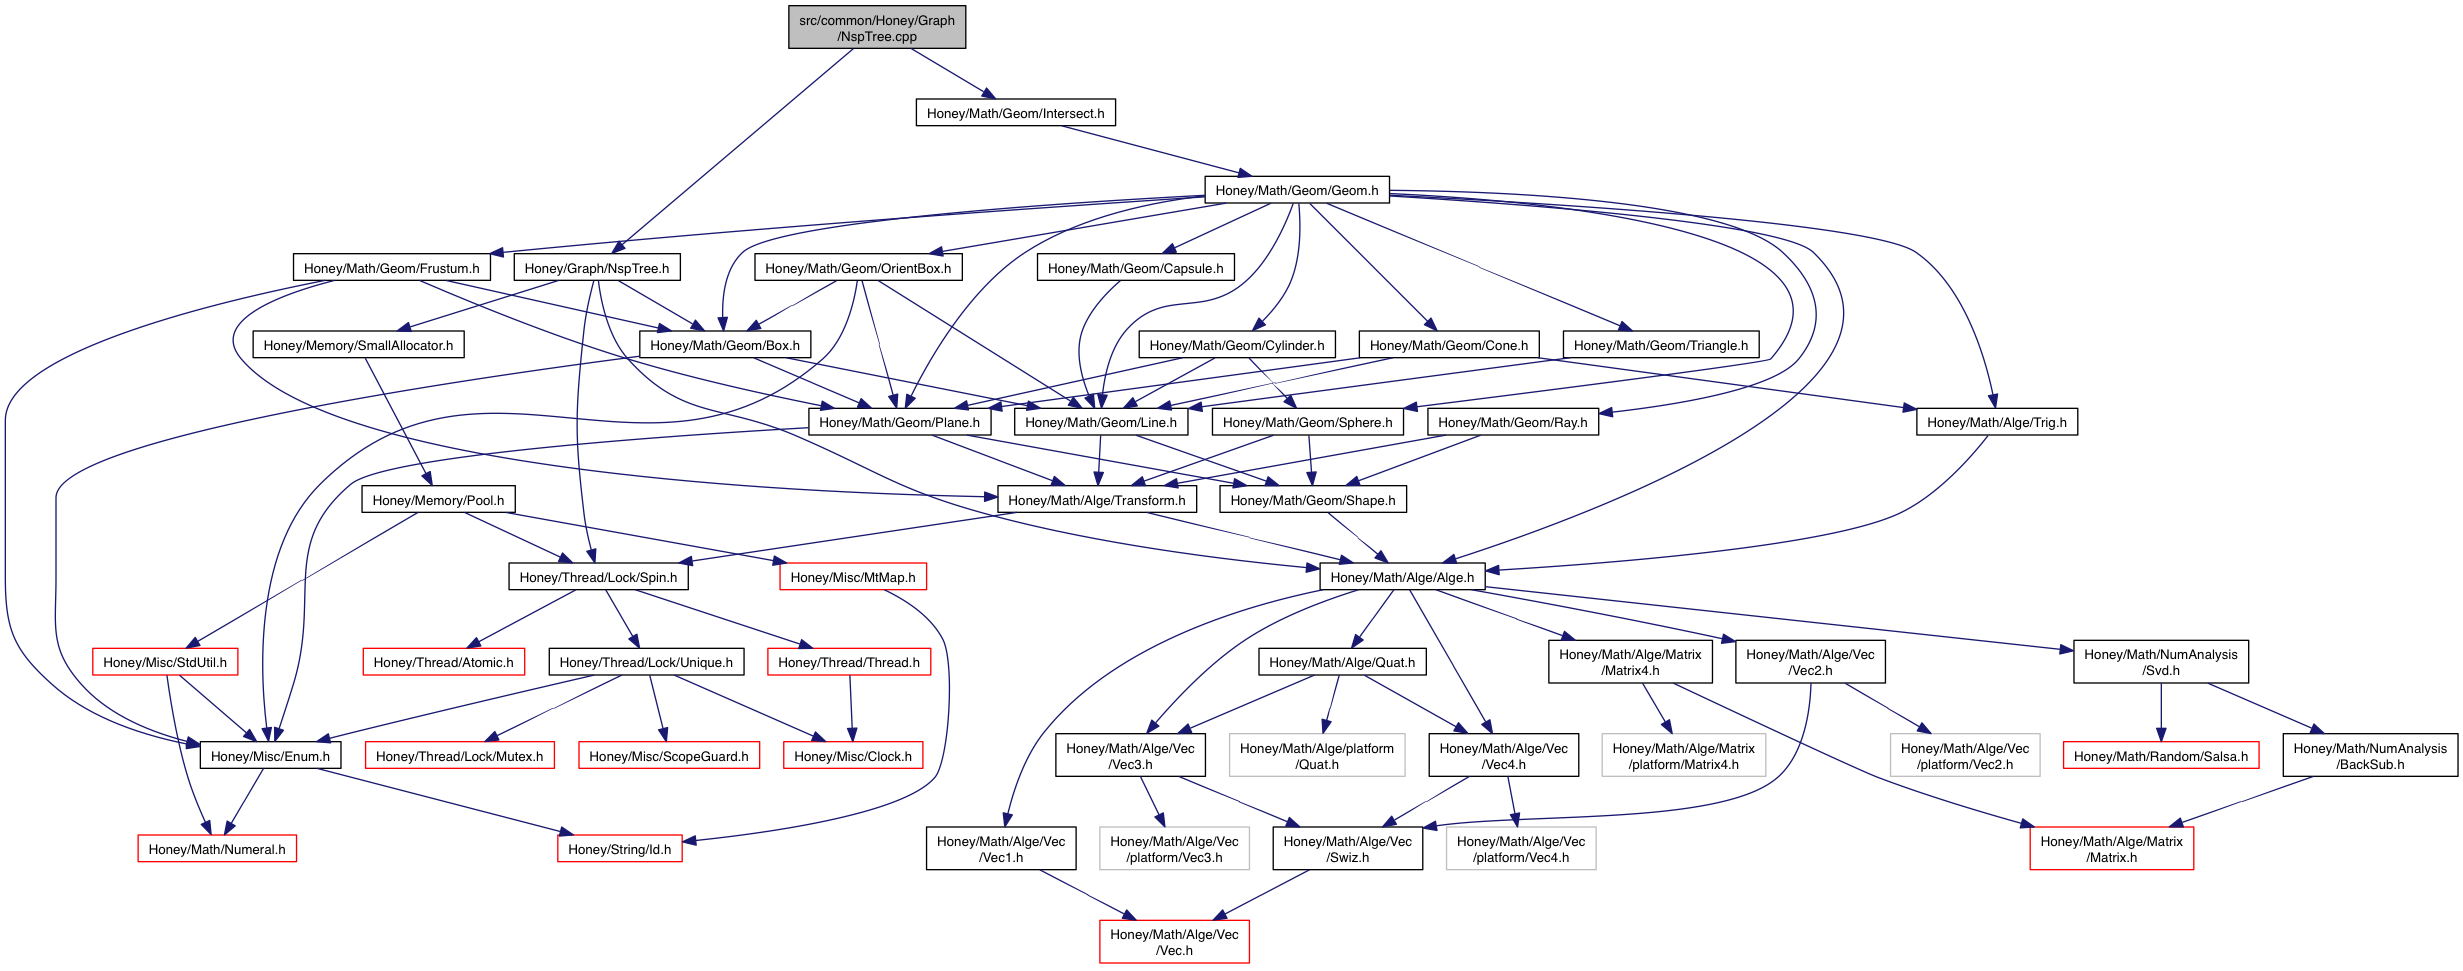 src/common/Honey/Graph
/NspTree.cpp
Honey/Math/Geom/Intersect.h
Honey/Math/Geom/Geom.h
Honey/Math/Geom/Frustum.h
Honey/Graph/NspTree.h
Honey/Math/Geom/OrientBox.h
Honey/Math/Geom/Capsule.h
Honey/Memory/SmallAllocator.h
Honey/Math/Geom/Box.h
Honey/Math/Geom/Cylinder.h
Honey/Math/Geom/Cone.h
Honey/Math/Geom/Triangle.h
Honey/Math/Geom/Plane.h
Honey/Math/Geom/Line.h
Honey/Math/Geom/Sphere.h
Honey/Math/Geom/Ray.h
Honey/Math/Alge/Trig.h
Honey/Memory/Pool.h
Honey/Math/Alge/Transform.h
Honey/Math/Geom/Shape.h
Honey/Thread/Lock/Spin.h
Honey/Misc/MtMap.h
Honey/Math/Alge/Alge.h
Honey/Misc/StdUtil.h
Honey/Thread/Atomic.h
Honey/Thread/Lock/Unique.h
Honey/Thread/Thread.h
Honey/Math/Alge/Quat.h
Honey/Math/Alge/Matrix
/Matrix4.h
Honey/Math/Alge/Vec
/Vec2.h
Honey/Math/NumAnalysis
/Svd.h
Honey/Misc/Enum.h
Honey/Thread/Lock/Mutex.h
Honey/Misc/ScopeGuard.h
Honey/Misc/Clock.h
Honey/Math/Alge/Vec
/Vec3.h
Honey/Math/Alge/platform
/Quat.h
Honey/Math/Alge/Vec
/Vec4.h
Honey/Math/Alge/Matrix
/platform/Matrix4.h
Honey/Math/Alge/Vec
/platform/Vec2.h
Honey/Math/Random/Salsa.h
Honey/Math/NumAnalysis
/BackSub.h
Honey/Math/Numeral.h
Honey/String/Id.h
Honey/Math/Alge/Vec
/Vec1.h
Honey/Math/Alge/Vec
/platform/Vec3.h
Honey/Math/Alge/Vec
/Swiz.h
Honey/Math/Alge/Vec
/platform/Vec4.h
Honey/Math/Alge/Matrix
/Matrix.h
Honey/Math/Alge/Vec
/Vec.h